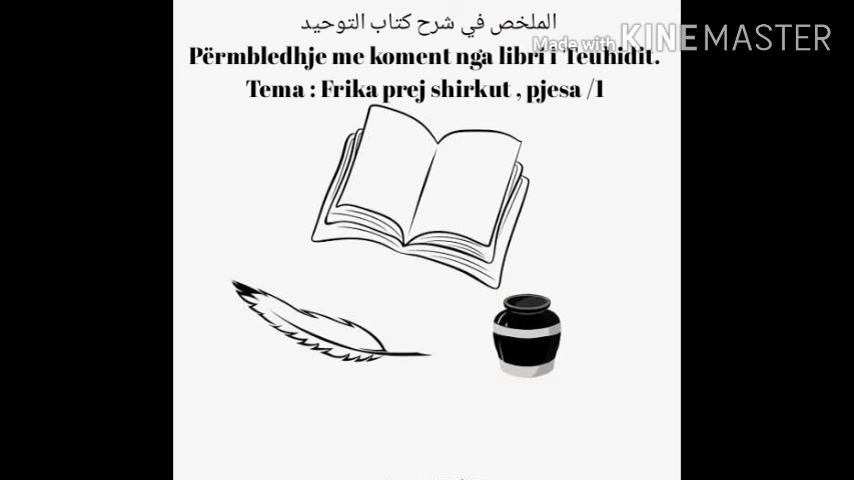 الملخص في شرح كتاب التوحيد
Made with KINEMASTER
Përmbledhje me koment nga libri i Teuhidit.
Tema : Frika prej shirkut , pjesa /1